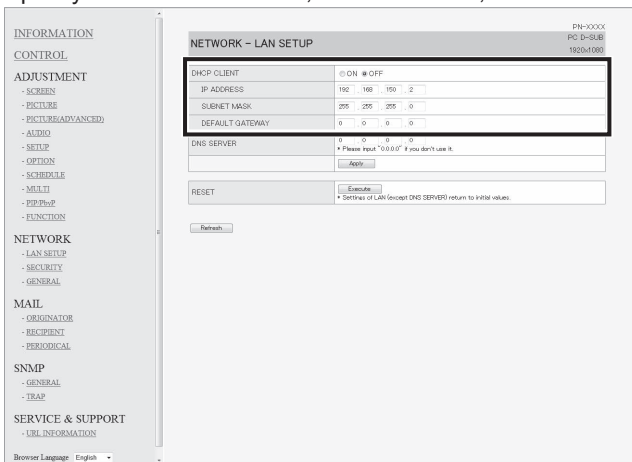 INFORMATION
CONTROL
ADJUSTMENT
- SCREEN
- PICTURE
- PICTURE(ADVANCED)
- AUDIO
- SETUP
- OPTION
- SCHEDULE
- MULTI
- PIP/PbyP
- FUNCTION
NETWORK
- LAN SETUP
- SECURITY
- GENERAL
MAIL
- ORIGINATOR
- RECIPIENT
- PERIODICAL
SNMP
- GENERAL
- TRAP
SERVICE & SUPPORT
- URL INFORMATION
Browser Language English
PN-XXXX
NETWORK - LAN SETUP
PC D-SUB
1920x1080
DHCP CLIENT ON OFF
IP ADDRESS 192 . 168 . 150 . 2
SUBNET MASK 255 . 255 . 255 . 0
DEFAULT GATEWAY 0 . 0 . 0 . 0
DNS SERVER 0 . 0 . 0 . 0
* Please input "0.0.0.0" if you don't use it.
Apply
RESET Execute
* Settings of LAN (except DNS SERVER) return to initial values.
Refresh